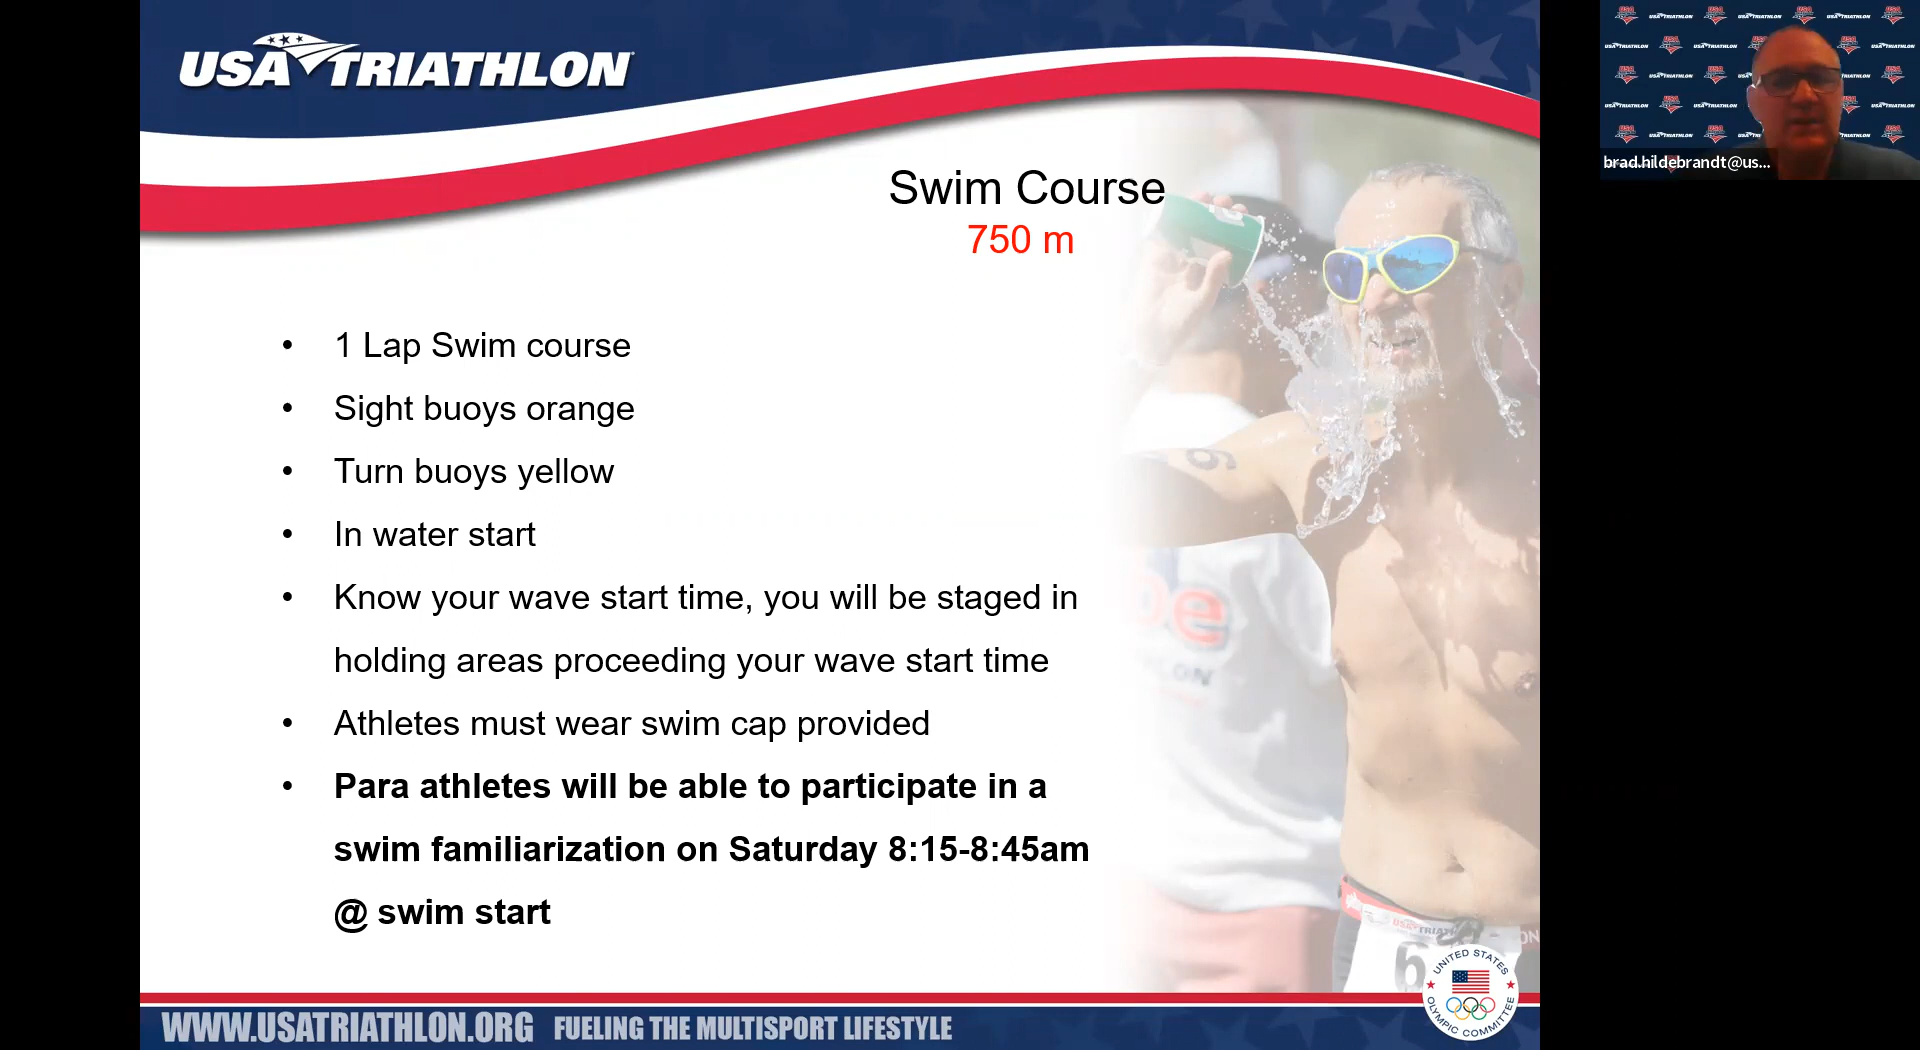 USA TRIATHLON
brad.hildebrandt@us...
Swim Course
750 m
• 1 Lap Swim course
• Sight buoys orange
• Turn buoys yellow
• In water start
• Know your wave start time, you will be staged in
holding areas proceeding your wave start time
• Athletes must wear swim cap provided
• Para athletes will be able to participate in a
swim familiarization on Saturday 8:15-8:45am
@ swim start
UNITED STATES
OLYMPIC COMMITTEE
WWW.USATRIATHLON.ORG FUELING THE MULTISPORT LIFESTYLE